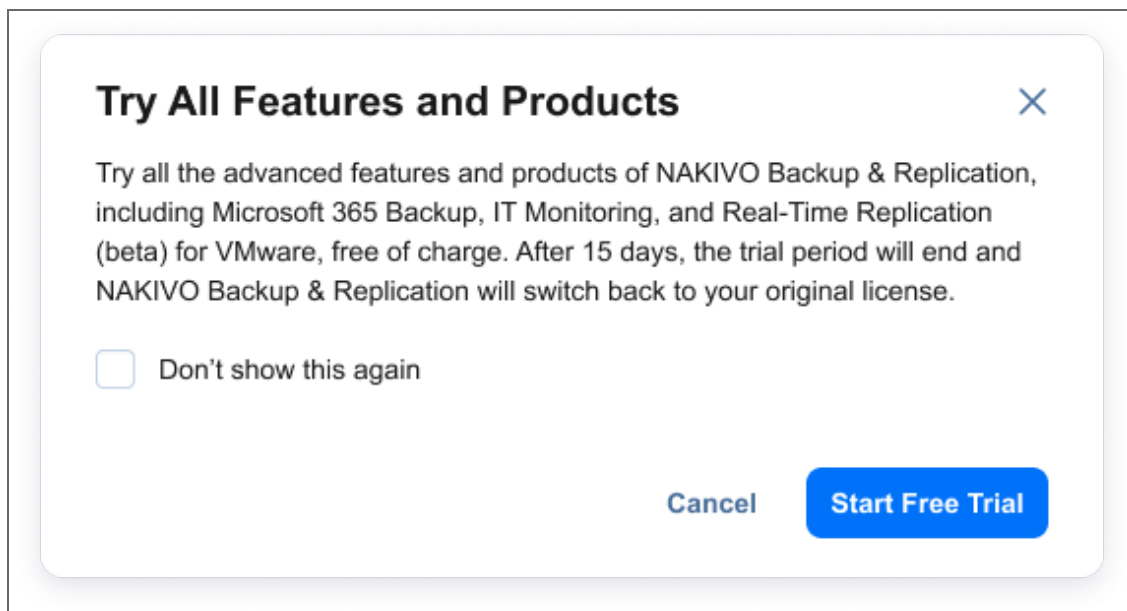 Try All Features and Products
Try all the advanced features and products of NAKIVO Backup & Replication,
including Microsoft 365 Backup, IT Monitoring, and Real-Time Replication
(beta) for VMware, free of charge. After 15 days, the trial period will end and
NAKIVO Backup & Replication will switch back to your original license.
Don’t show this again
Cancel
Start Free Trial